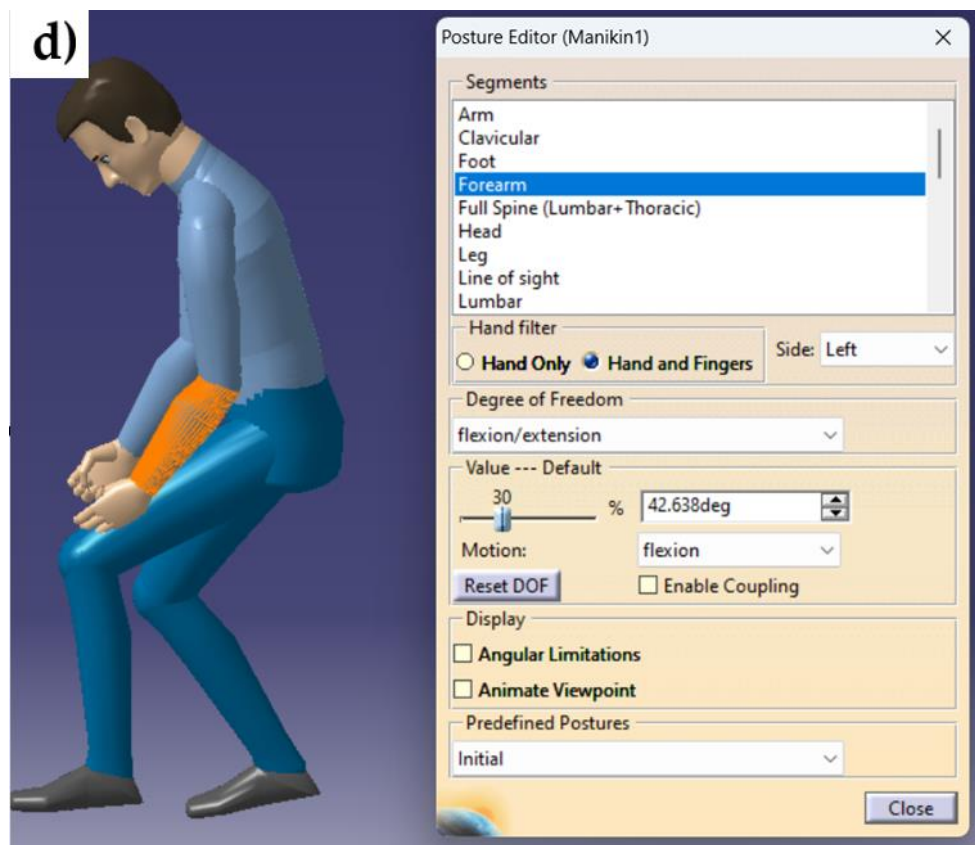 d)
Posture Editor (Manikin1)
Segments
Arm
Clavicular
Foot
Forearm
Full Spine (Lumbar+Thoracic)
Head
Leg
Line of sight
Lumbar
Hand filter
Hand Only Hand and Fingers
Side: Left
Degree of Freedom
flexion/extension
Value --- Default
30
% 42.638deg
Motion: flexion
Reset DOF Enable Coupling
Display
Angular Limitations
Animate Viewpoint
Predefined Postures
Initial
Close